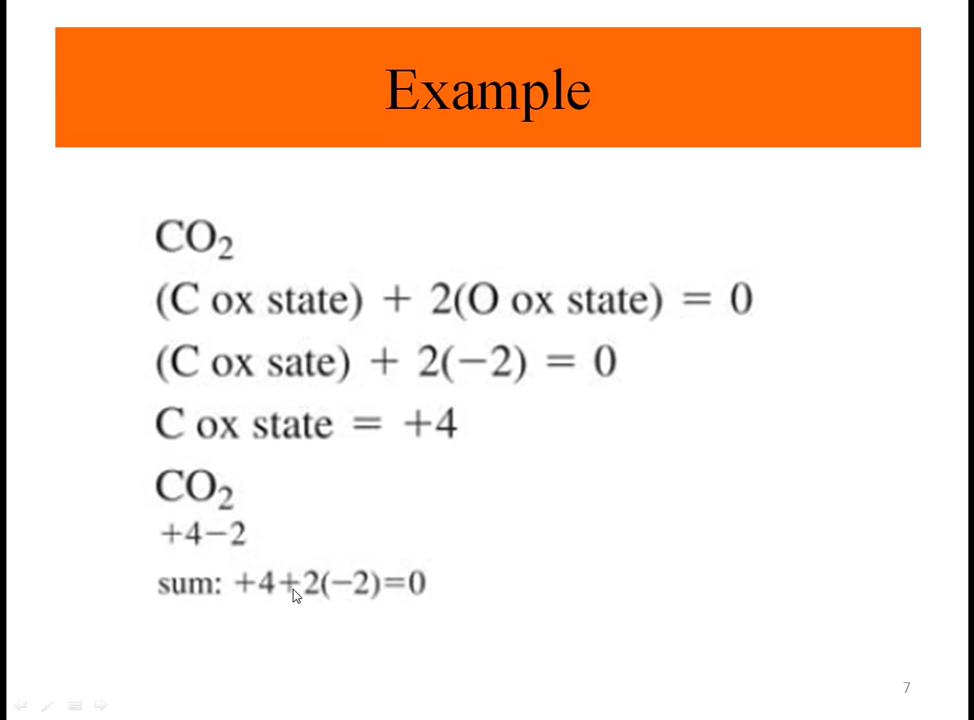 Example
CO₂
(C ox state) + 2(O ox state) = 0
(C ox sate) + 2(−2) = 0
C ox state = +4
CO₂
+4−2
sum: +4+2(−2)=0
7